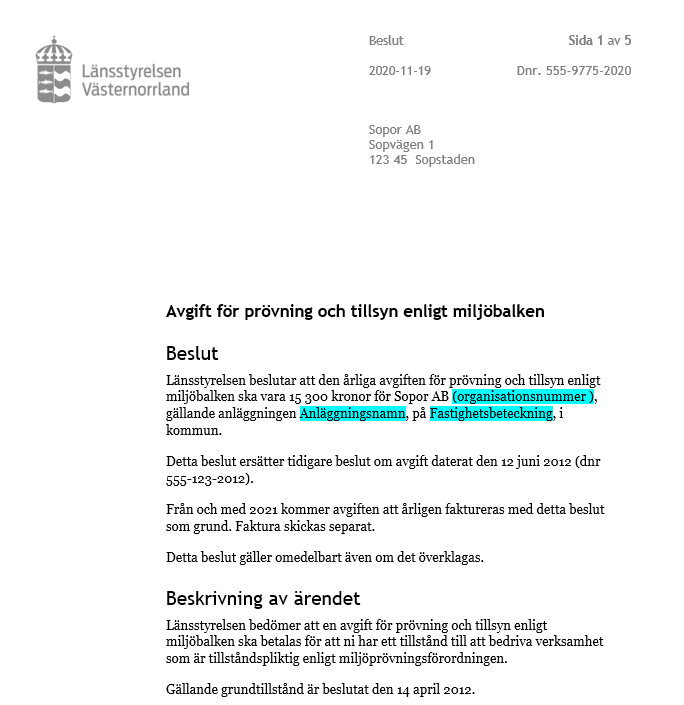 Beslut
Sida 1 av 5
Länsstyrelsen
Västernorrland
2020-11-19
Dnr. 555-9775-2020
Sopor AB
Sopvägen 1
123 45  Sopstaden
Avgift för prövning och tillsyn enligt miljöbalken
Beslut
Länsstyrelsen beslutar att den årliga avgiften för prövning och tillsyn enligt
miljöbalken ska vara 15 300 kronor för Sopor AB (organisationsnummer ),
gällande anläggningen Anläggningsnamn, på Fastighetsbeteckning, i
kommun.
Detta beslut ersätter tidigare beslut om avgift daterat den 12 juni 2012 (dnr
555-123-2012).
Från och med 2021 kommer avgiften att årligen faktureras med detta beslut
som grund. Faktura skickas separat.
Detta beslut gäller omedelbart även om det överklagas.
Beskrivning av ärendet
Länsstyrelsen bedömer att en avgift för prövning och tillsyn enligt
miljöbalken ska betalas för att ni har ett tillstånd till att bedriva verksamhet
som är tillståndspliktig enligt miljöprövningsförordningen.
Gällande grundtillstånd är beslutat den 14 april 2012.